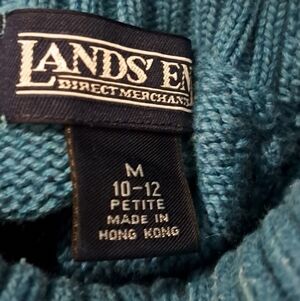 LANDS' EN
DIRECT MERCHAN
M
10-12
PETITE
MADE IN
HONG KONG